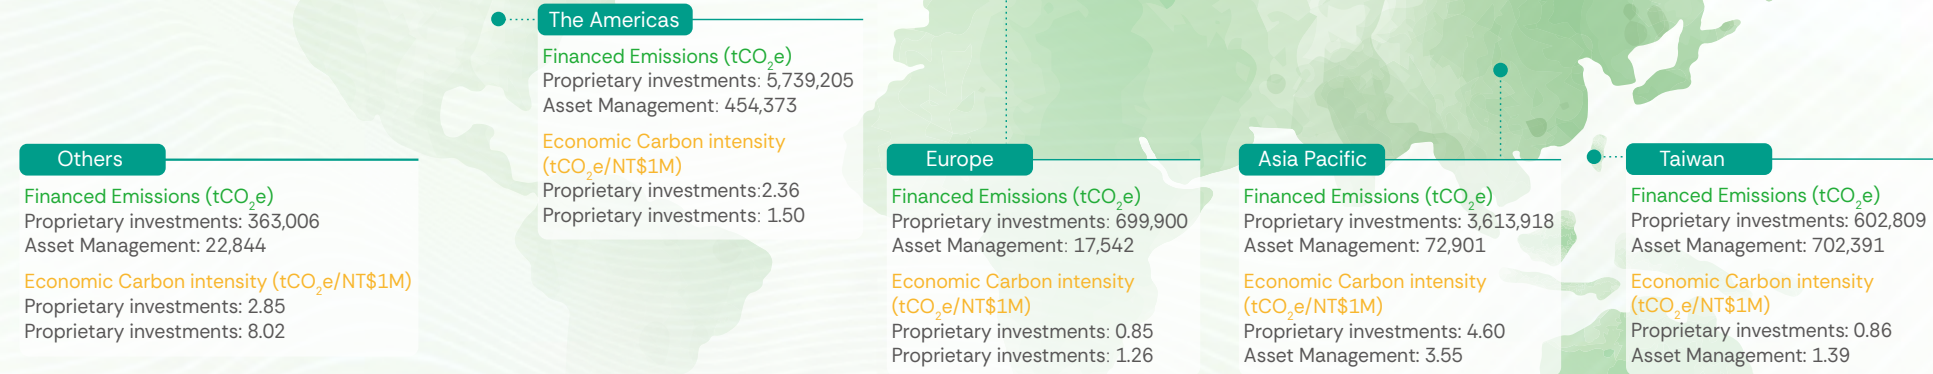 The Americas
Financed Emissions (tCO₂e)
Proprietary investments: 5,739,205
Asset Management: 454,373
Economic Carbon intensity
(tCO₂e/NT$1M)
Proprietary investments:2.36
Proprietary investments: 1.50
Others
Financed Emissions (tCO₂e)
Proprietary investments: 363,006
Asset Management: 22,844
Economic Carbon intensity (tCO₂e/NT$1M)
Proprietary investments: 2.85
Proprietary investments: 8.02
Europe
Financed Emissions (tCO₂e)
Proprietary investments: 699,900
Asset Management: 17,542
Economic Carbon intensity
(tCO₂e/NT$1M)
Proprietary investments: 0.85
Proprietary investments: 1.26
Asia Pacific
Financed Emissions (tCO₂e)
Proprietary investments: 3,613,918
Asset Management: 72,901
Economic Carbon intensity
(tCO₂e/NT$1M)
Proprietary investments: 4.60
Asset Management: 3.55
Taiwan
Financed Emissions (tCO₂e)
Proprietary investments: 602,809
Asset Management: 702,391
Economic Carbon intensity
(tCO₂e/NT$1M)
Proprietary investments: 0.86
Asset Management: 1.39